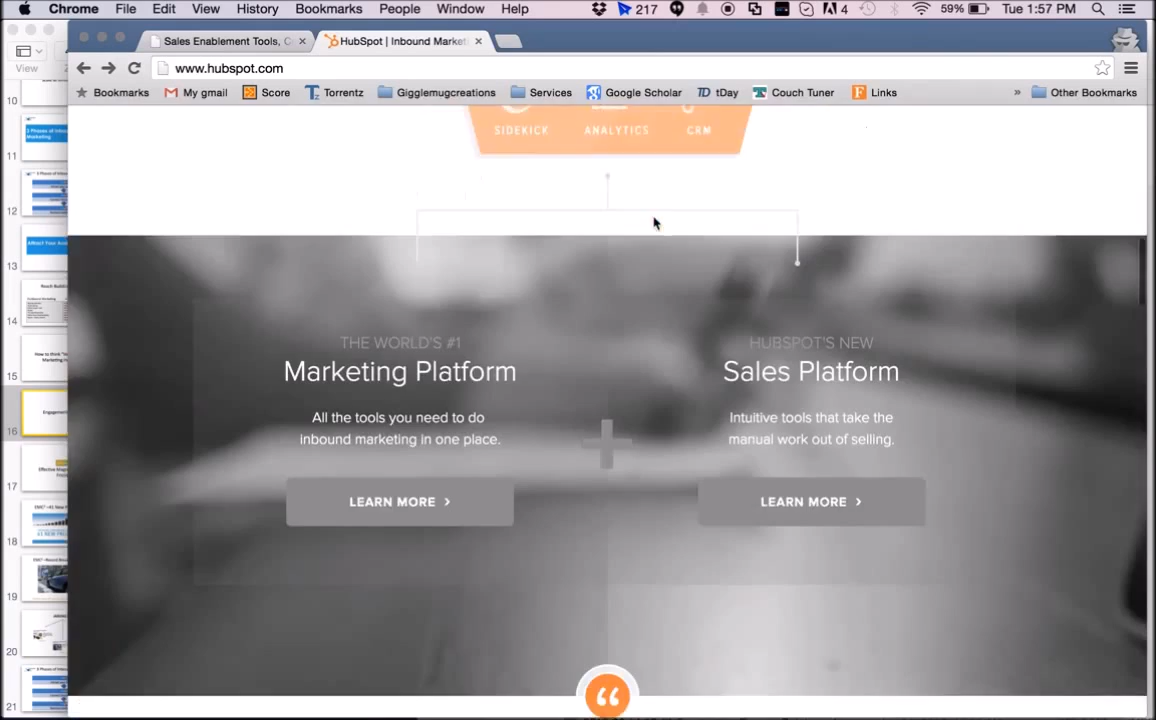 Chrome File Edit View History Bookmarks People Window Help 217 4 59% Tue 1:57 PM
Sales Enablement Tools, C
HubSpot | Inbound Market
www.hubspot.com
Bookmarks My gmail Score Torrentz Gigglemugcreations Services Google Scholar tDay Couch Tuner Links » Other Bookmarks
View
SIDEKICK ANALYTICS CRM
THE WORLD'S #1
Marketing Platform
All the tools you need to do
inbound marketing in one place.
LEARN MORE >
HUBSPOT'S NEW
Sales Platform
Intuitive tools that take the
manual work out of selling.
LEARN MORE >
10
11
12
13
14
15
16
17
18
19
20
21